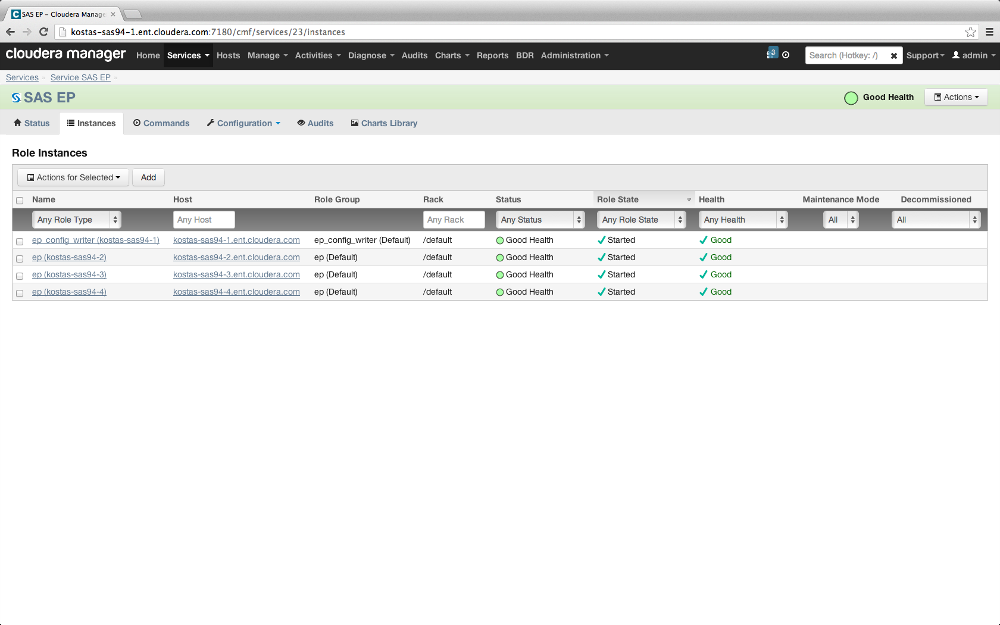 SAS EP – Cloudera Manage
kostas-sas94-1.ent.cloudera.com:7180/cmf/services/23/instances
cloudera manager Home Services Hosts Manage Activities Diagnose Audits Charts Reports BDR Administration 3 Search (Hotkey: /) Support admin
Services » Service SAS EP »
SAS EP Good Health Actions
Status Instances Commands Configuration Audits Charts Library
Role Instances
Actions for Selected Add
Name Host Role Group Rack Status Role State Health Maintenance Mode Decommissioned
Any Role Type Any Host Any Rack Any Status Any Role State Any Health All All
ep_config_writer (kostas-sas94-1) kostas-sas94-1.ent.cloudera.com ep_config_writer (Default) /default Good Health Started Good
ep (kostas-sas94-2) kostas-sas94-2.ent.cloudera.com ep (Default) /default Good Health Started Good
ep (kostas-sas94-3) kostas-sas94-3.ent.cloudera.com ep (Default) /default Good Health Started Good
ep (kostas-sas94-4) kostas-sas94-4.ent.cloudera.com ep (Default) /default Good Health Started Good